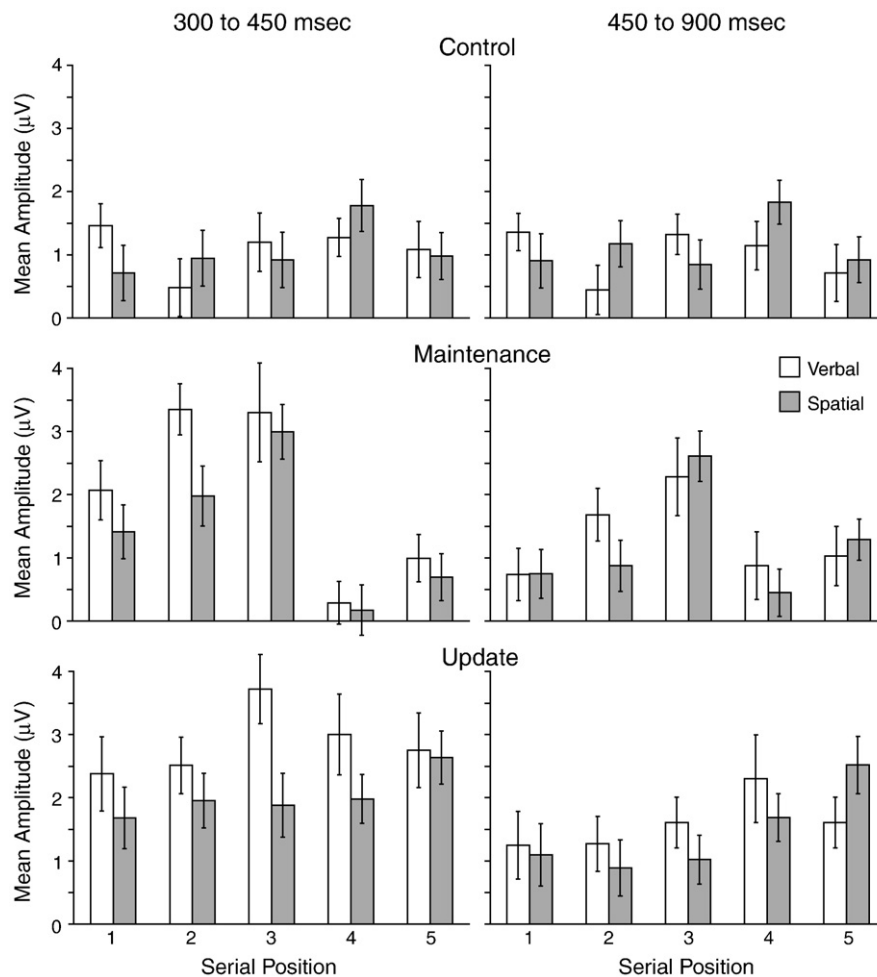 300 to 450 msec 450 to 900 msec
Control
4
3
2
1
0
Mean Amplitude (μV)
Maintenance
4
3
2
1
0
Mean Amplitude (μV)
Verbal
Spatial
Update
4
3
2
1
0
Mean Amplitude (μV)
1 2 3 4 5 1 2 3 4 5
Serial Position Serial Position